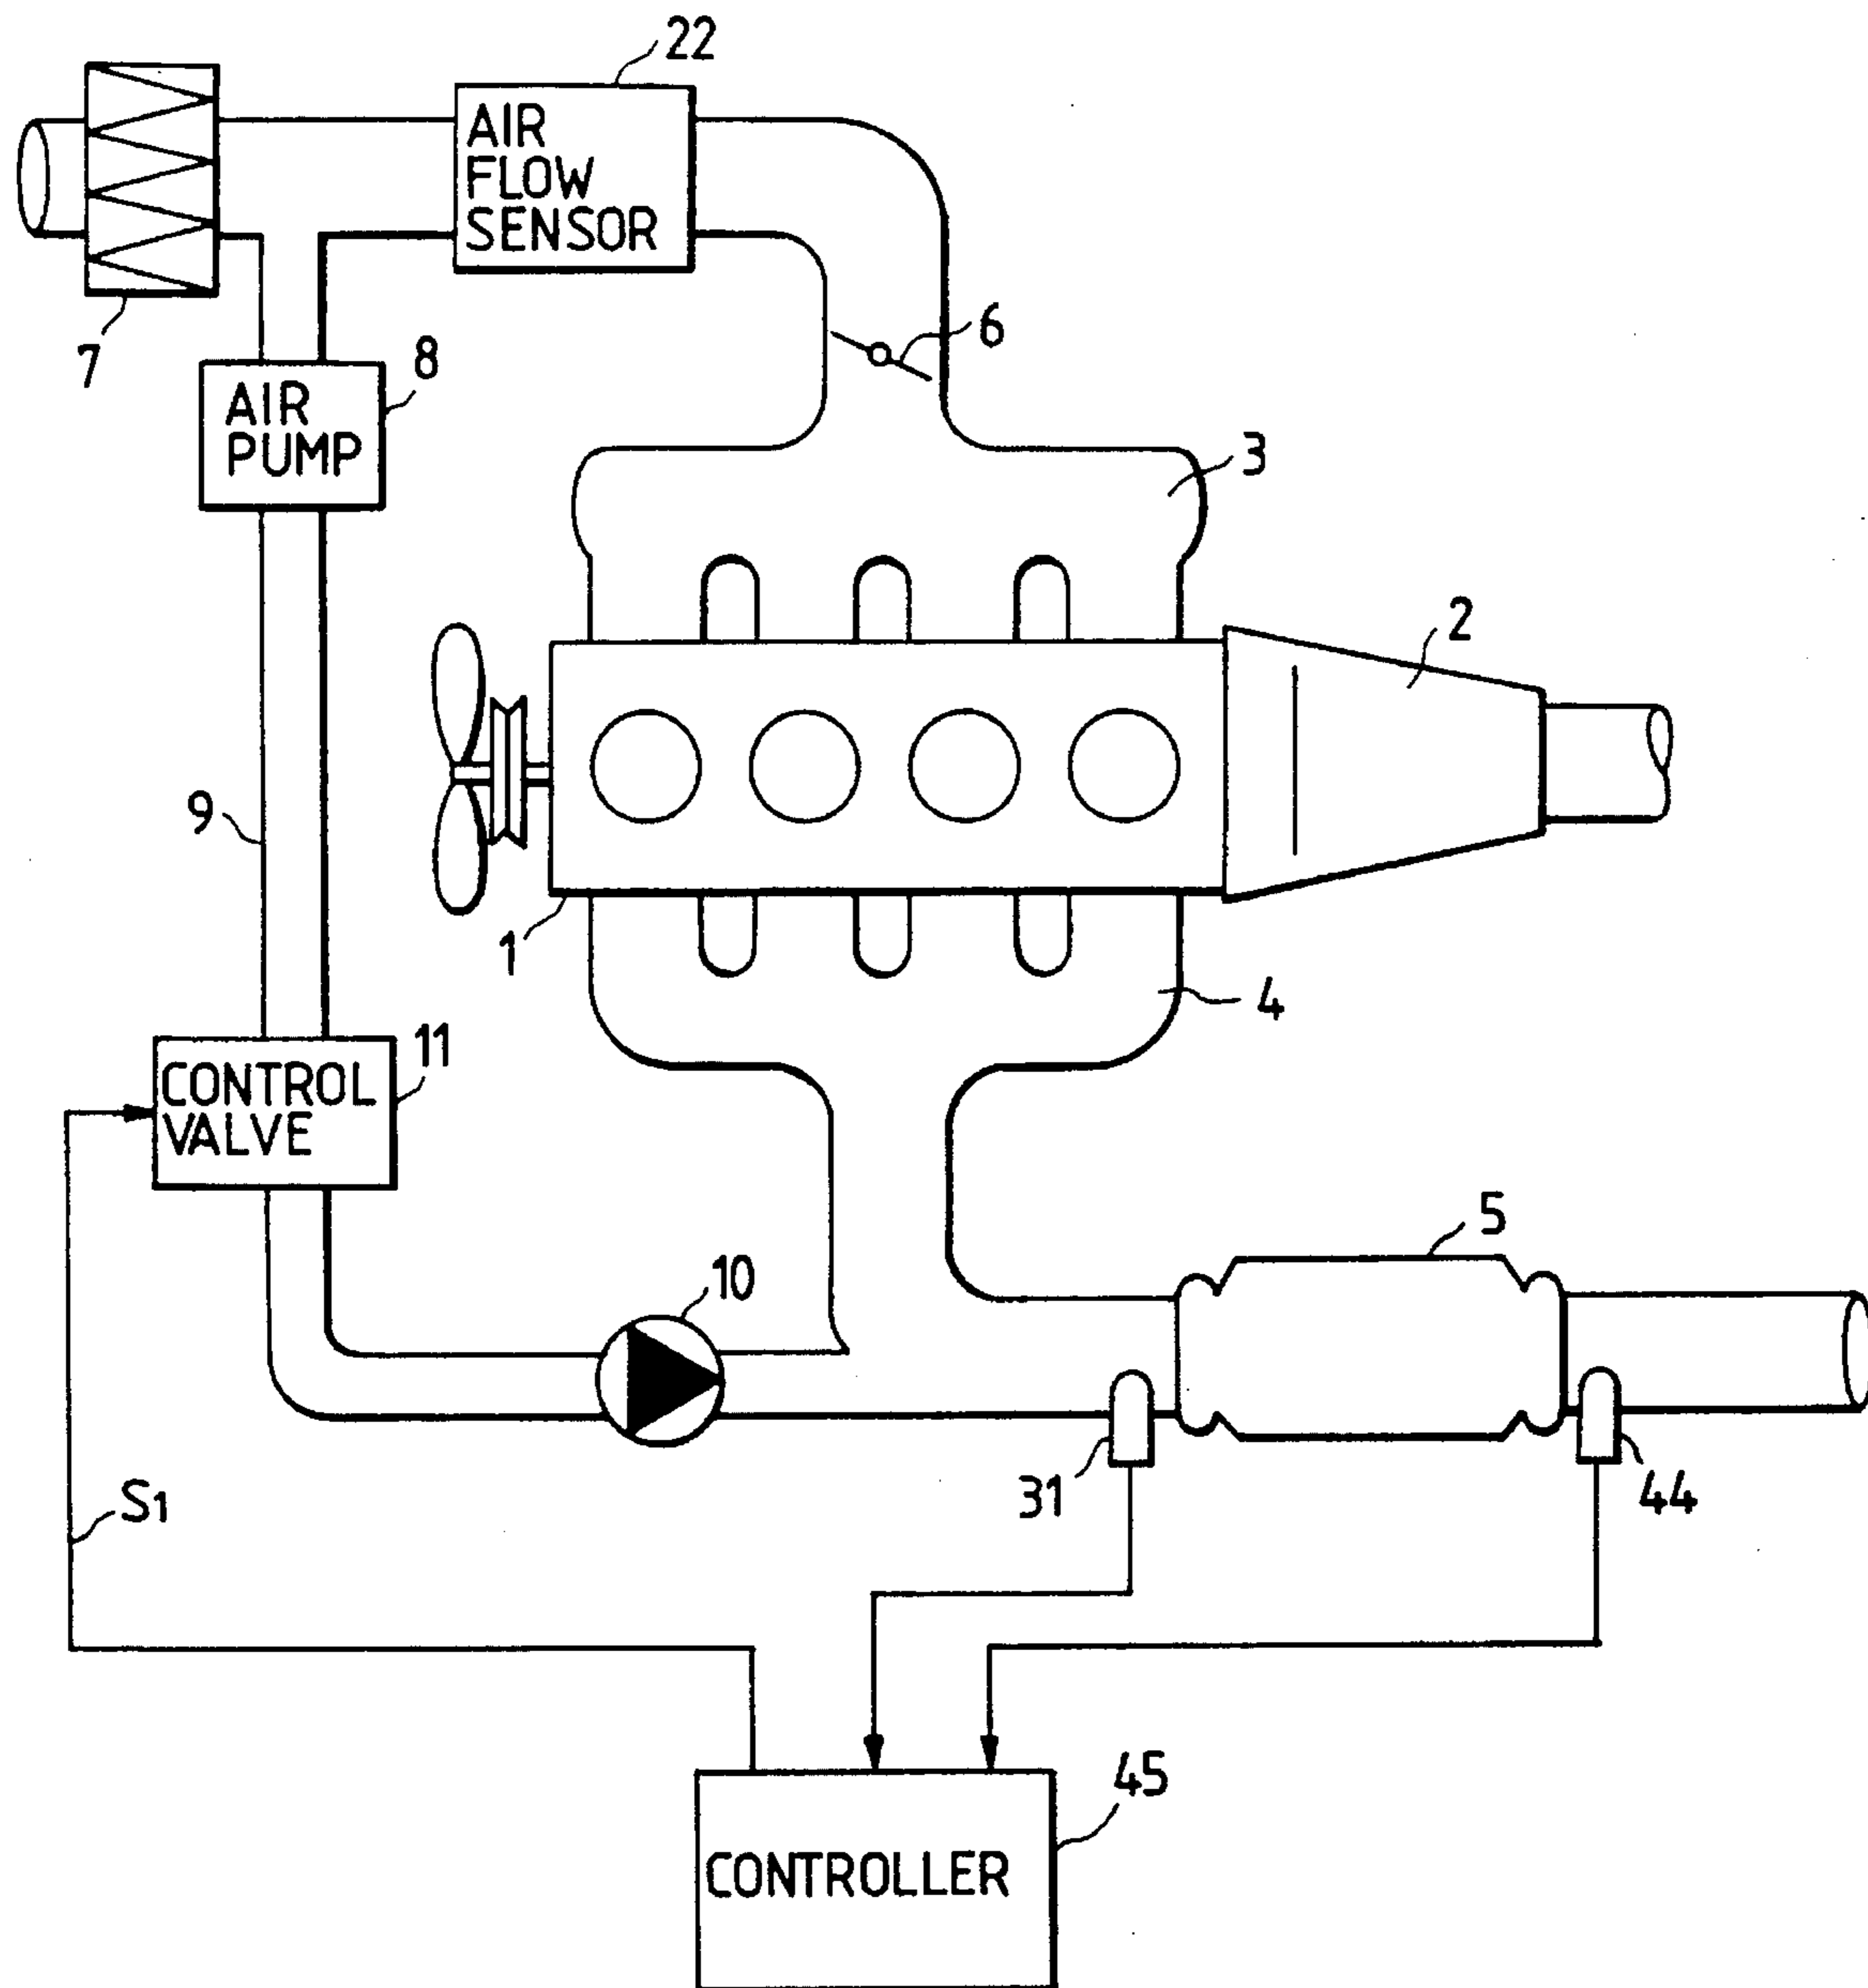 22
AIR
FLOW
SENSOR
6
7
8
AIR
PUMP
3
2
9
1
4
11
CONTROL
VALVE
5
10
31
44
S1
45
CONTROLLER